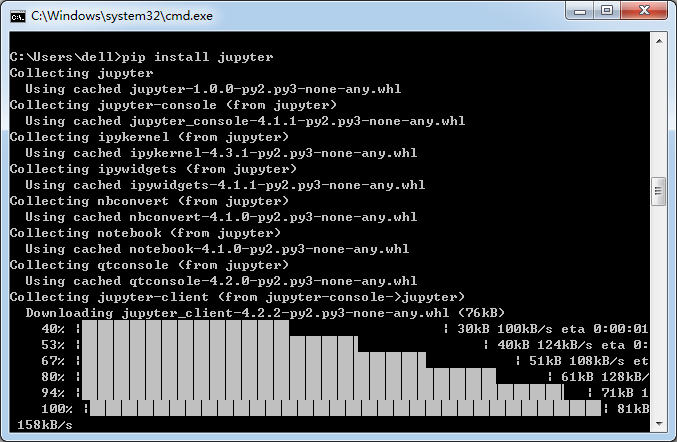 C:\Windows\system32\cmd.exe
C:\Users\dell>pip install jupyter
Collecting jupyter
Using cached jupyter-1.0.0-py2.py3-none-any.whl
Collecting jupyter-console (from jupyter)
Using cached jupyter_console-4.1.1-py2.py3-none-any.whl
Collecting ipykernel (from jupyter)
Using cached ipykernel-4.3.1-py2.py3-none-any.whl
Collecting ipywidgets (from jupyter)
Using cached ipywidgets-4.1.1-py2.py3-none-any.whl
Collecting nbconvert (from jupyter)
Using cached nbconvert-4.1.0-py2.py3-none-any.whl
Collecting notebook (from jupyter)
Using cached notebook-4.1.0-py2.py3-none-any.whl
Collecting qtconsole (from jupyter)
Using cached qtconsole-4.2.0-py2.py3-none-any.whl
Collecting jupyter-client (from jupyter-console->jupyter)
Downloading jupyter_client-4.2.2-py2.py3-none-any.whl (76kB)
40% | | 30kB 100kB/s eta 0:00:01
53% | | 40kB 124kB/s eta 0:
67% | | 51kB 108kB/s et
80% | | 61kB 128kB/
94% | | 71kB 1
100% | | 81kB
158kB/s